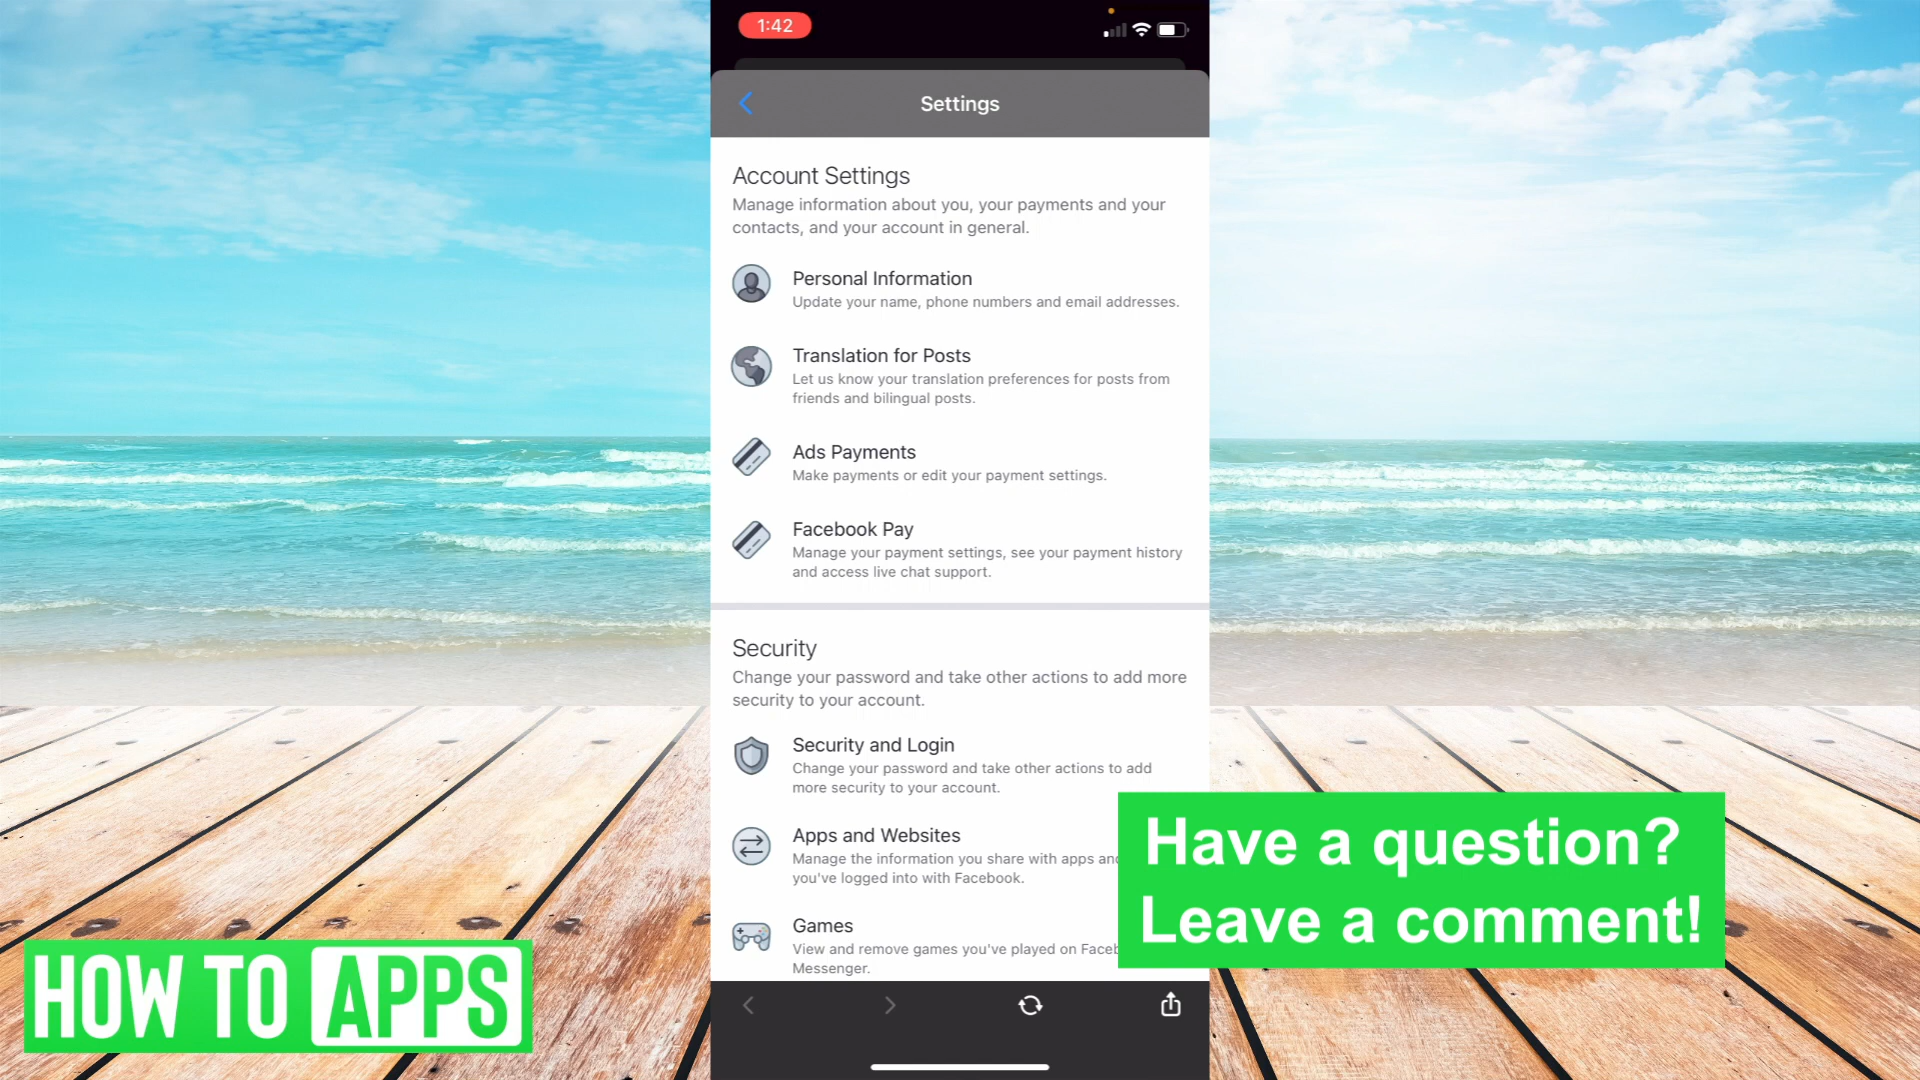 1:42
Settings
Account Settings
Manage information about you, your payments and your
contacts, and your account in general.
Personal Information
Update your name, phone numbers and email addresses.
Translation for Posts
Let us know your translation preferences for posts from
friends and bilingual posts.
Ads Payments
Make payments or edit your payment settings.
Facebook Pay
Manage your payment settings, see your payment history
and access live chat support.
Security
Change your password and take other actions to add more
security to your account.
Security and Login
Change your password and take other actions to add
more security to your account.
Apps and Websites
Manage the information you share with apps
you've logged into with Facebook.
Games
View and remove games you've played on
Messenger.
Have a question?
Leave a comment!
HOW TO APPS